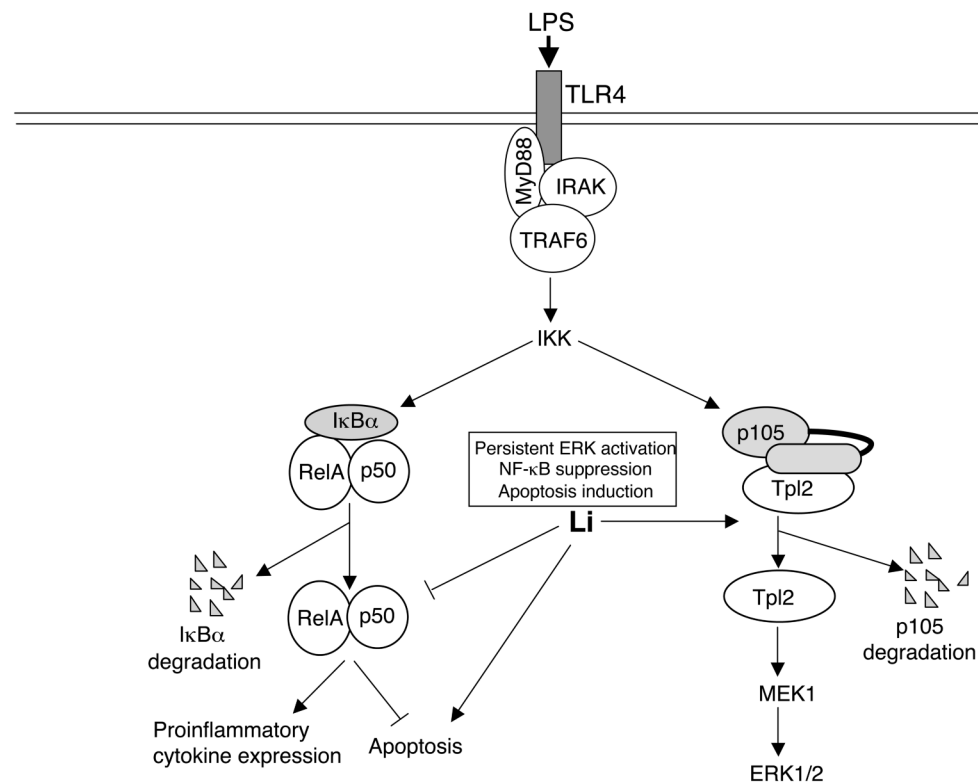 LPS
TLR4
MyD88
IRAK
TRAF6
IKK
IκBα
RelA
p50
p105
Tpl2
Persistent ERK activation
NF-κB suppression
Apoptosis induction
Li
RelA
p50
Tpl2
IκBα
degradation
p105
degradation
MEK1
Proinflammatory
cytokine expression
Apoptosis
ERK1/2